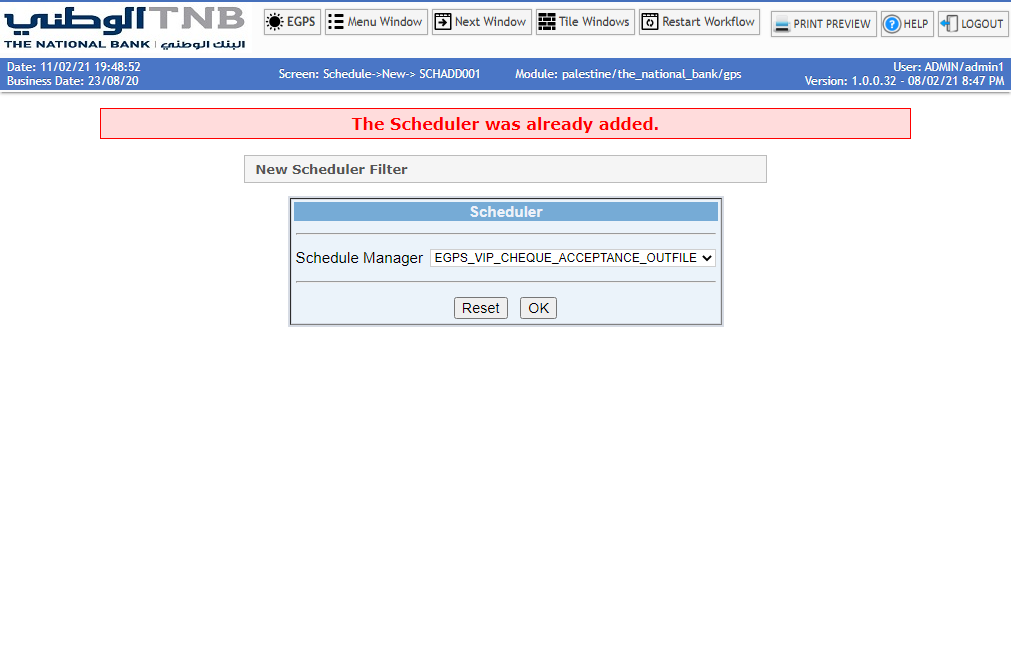 الوطني TNB
THE NATIONAL BANK | البنك الوطني
EGPS
Menu Window
Next Window
Tile Windows
Restart Workflow
PRINT PREVIEW
HELP
LOGOUT
Date: 11/02/21 19:48:52
Business Date: 23/08/20
Screen: Schedule->New-> SCHADD001
Module: palestine/the_national_bank/gps
User: ADMIN/admin1
Version: 1.0.0.32 - 08/02/21 8:47 PM
The Scheduler was already added.
New Scheduler Filter
Scheduler
Schedule Manager EGPS_VIP_CHEQUE_ACCEPTANCE_OUTFILE
Reset OK